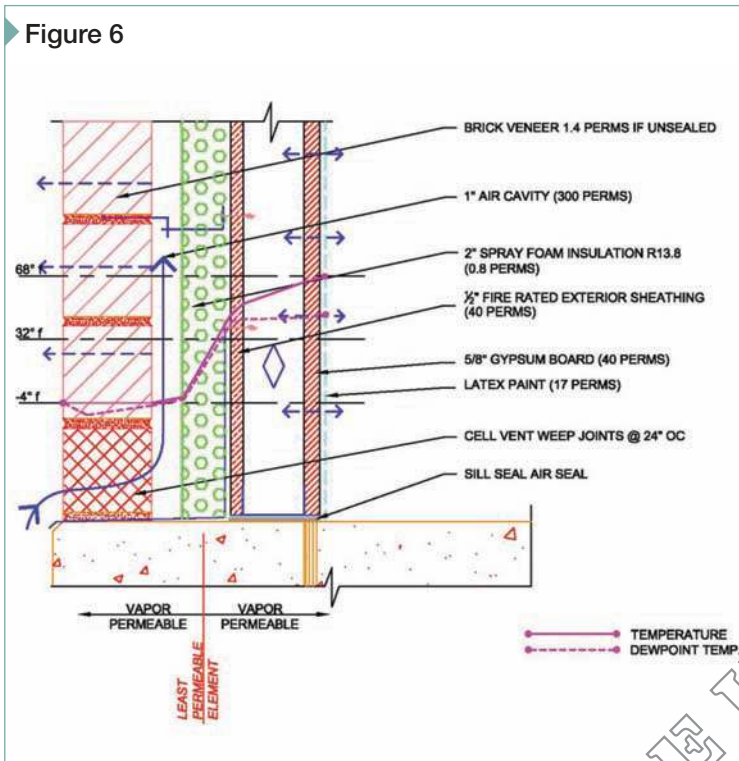 Figure 6
BRICK VENEER 1.4 PERMS IF UNSEALED
1" AIR CAVITY (300 PERMS)
2" SPRAY FOAM INSULATION R13.8
(0.8 PERMS)
½" FIRE RATED EXTERIOR SHEATHING
(40 PERMS)
5/8" GYPSUM BOARD (40 PERMS)
LATEX PAINT (17 PERMS)
CELL VENT WEEP JOINTS @ 24" OC
SILL SEAL AIR SEAL
68° f
32° f
-4° f
VAPOR
PERMEABLE
VAPOR
PERMEABLE
LEAST
PERMEABLE
ELEMENT
TEMPERATURE
DEWPOINT TEMP.